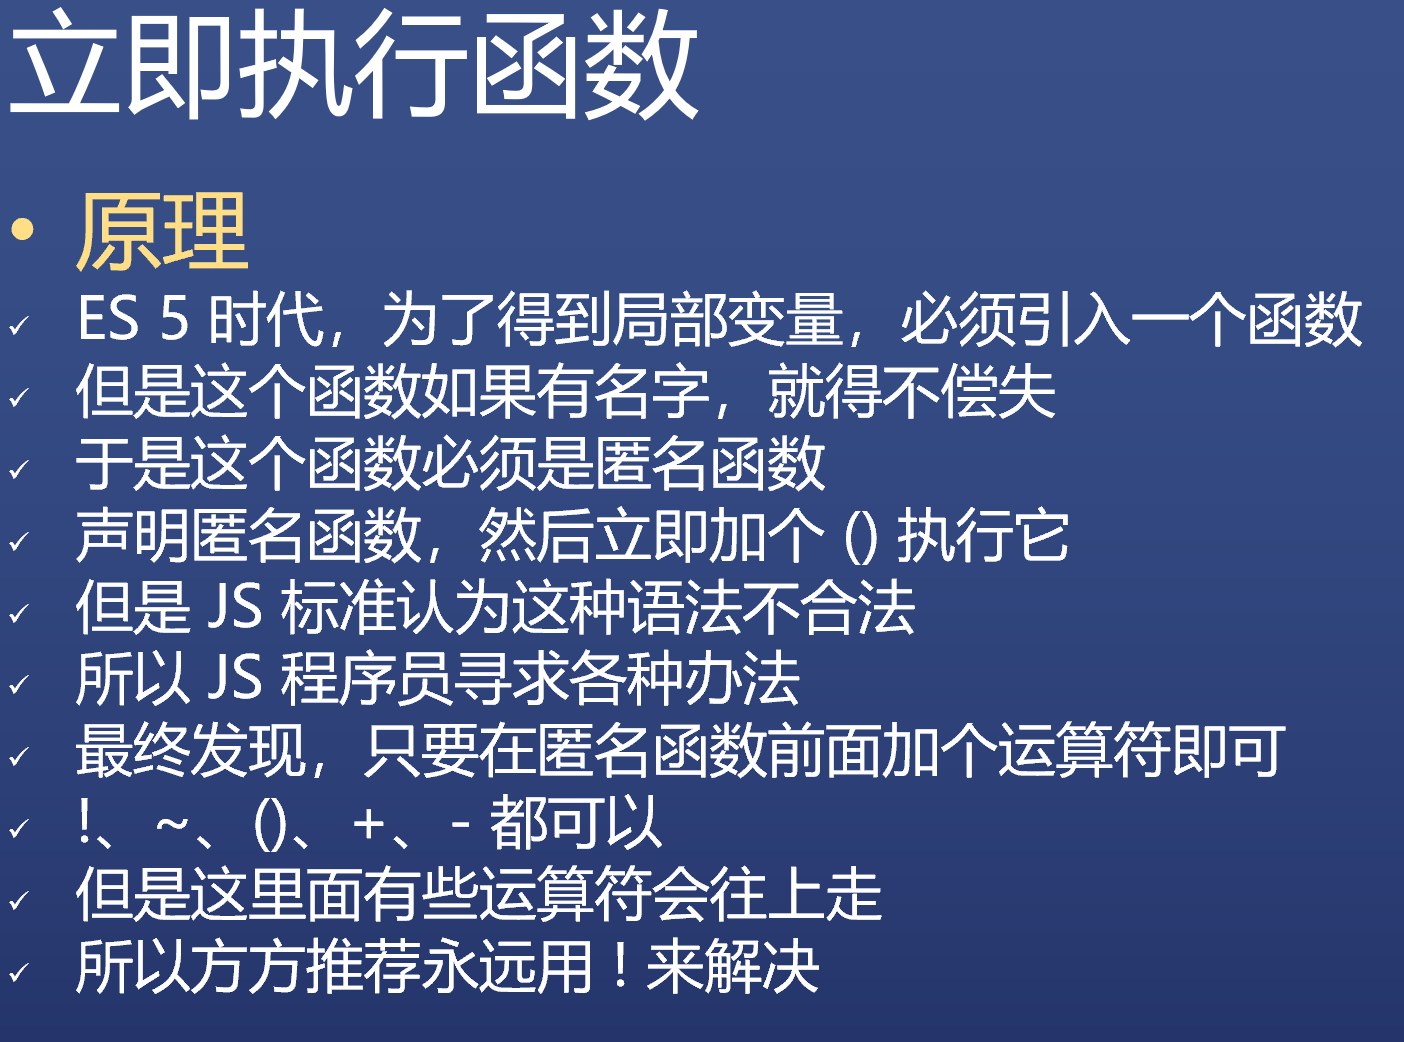 立即执行函数
• 原理
✓ ES 5 时代，为了得到局部变量，必须引入一个函数
✓ 但是这个函数如果有名字，就得不偿失
✓ 于是这个函数必须是匿名函数
✓ 声明匿名函数，然后立即加个 () 执行它
✓ 但是 JS 标准认为这种语法不合法
✓ 所以 JS 程序员寻求各种办法
✓ 最终发现，只要在匿名函数前面加个运算符即可
✓ !、~、()、+、- 都可以
✓ 但是这里面有些运算符会往上走
✓ 所以方方推荐永远用 ! 来解决